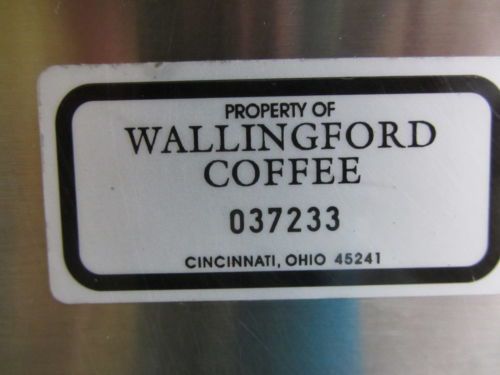 PROPERTY OF
WALLINGFORD
COFFEE
037233
CINCINNATI, OHIO 45241